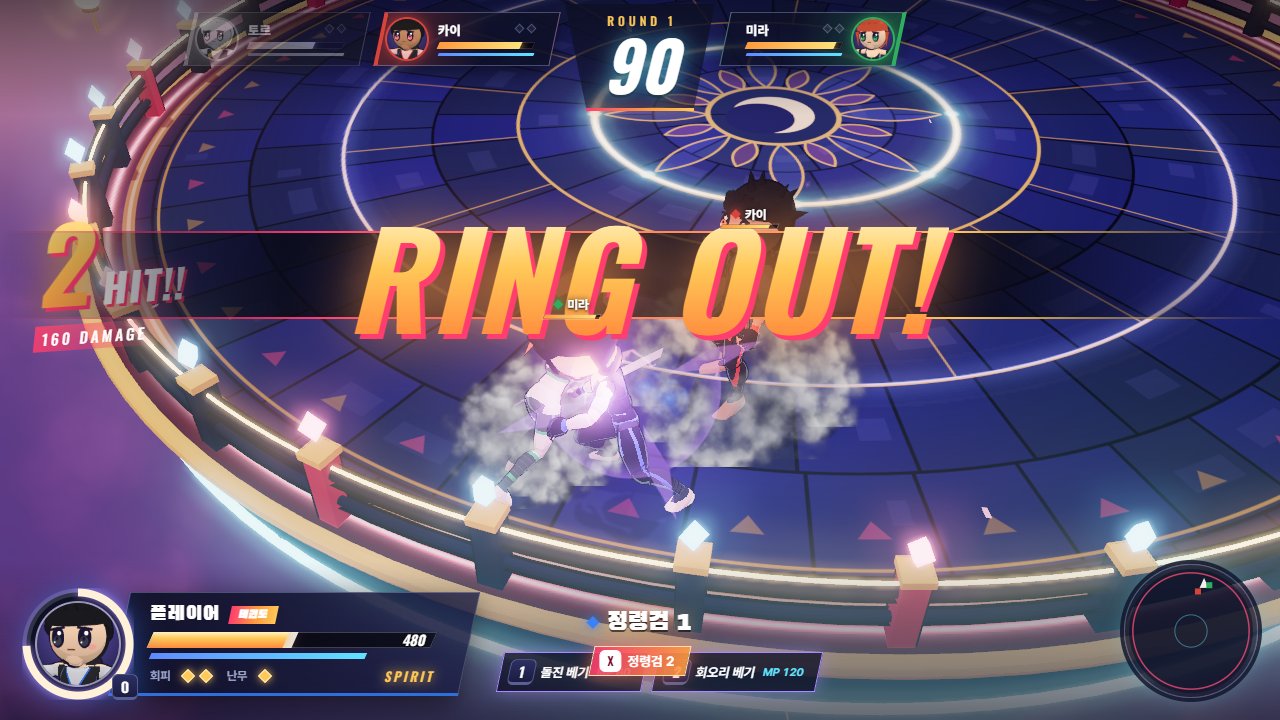 토르
카이
ROUND 1
90
미라
카이
RING OUT!
2 HIT!!
미라
160 DAMAGE
플레이어
480
회피
난무
SPIRIT
0
정령검 1
X 정령검 2
1 돌진 베기
회오리 베기 MP 120